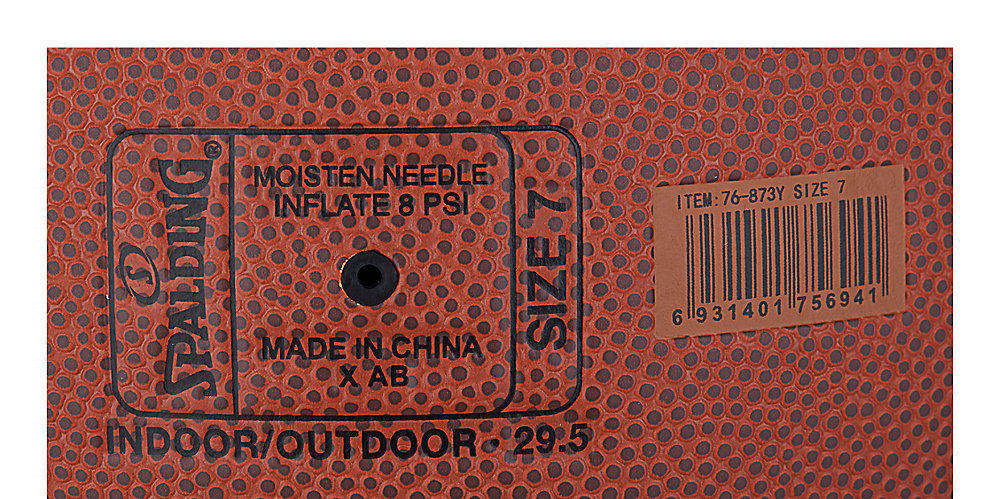 SPALDING®
MOISTEN NEEDLE
INFLATE 8 PSI
MADE IN CHINA
X AB
SIZE 7
INDOOR/OUTDOOR · 29.5
ITEM:76-873Y SIZE 7
6 931401 756941